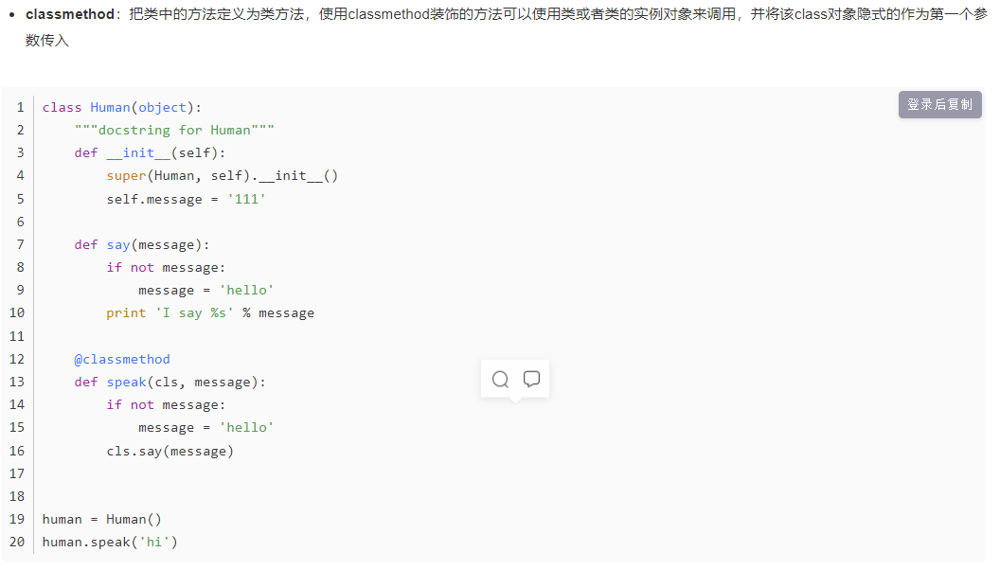 • classmethod：把类中的方法定义为类方法，使用classmethod装饰的方法可以使用类或者类的实例对象来调用，并将该class对象隐式的作为第一个参
数传入
登录后复制
1 class Human(object):
2     """docstring for Human"""
3     def __init__(self):
4         super(Human, self).__init__()
5         self.message = '111'
6
7     def say(message):
8         if not message:
9             message = 'hello'
10         print 'I say %s' % message
11
12     @classmethod
13     def speak(cls, message):
14         if not message:
15             message = 'hello'
16         cls.say(message)
17
18
19 human = Human()
20 human.speak('hi')